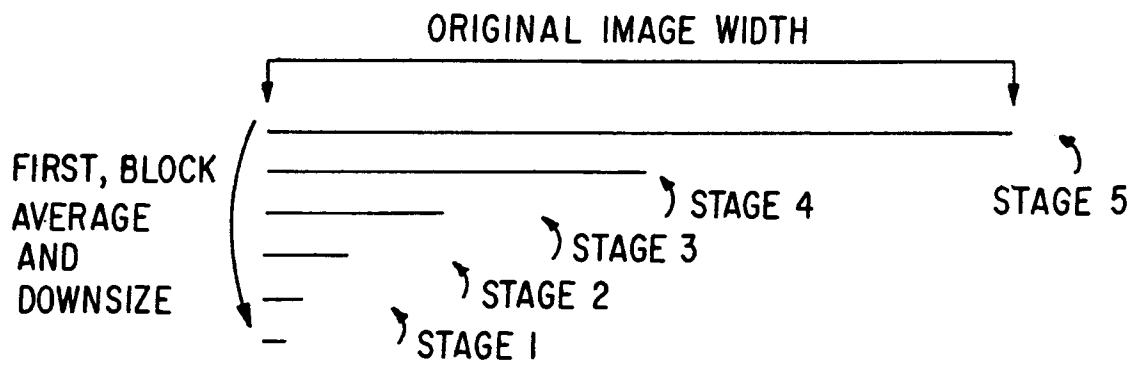 ORIGINAL IMAGE WIDTH
FIRST, BLOCK
AVERAGE
AND
DOWNSIZE
STAGE 5
STAGE 4
STAGE 3
STAGE 2
STAGE 1